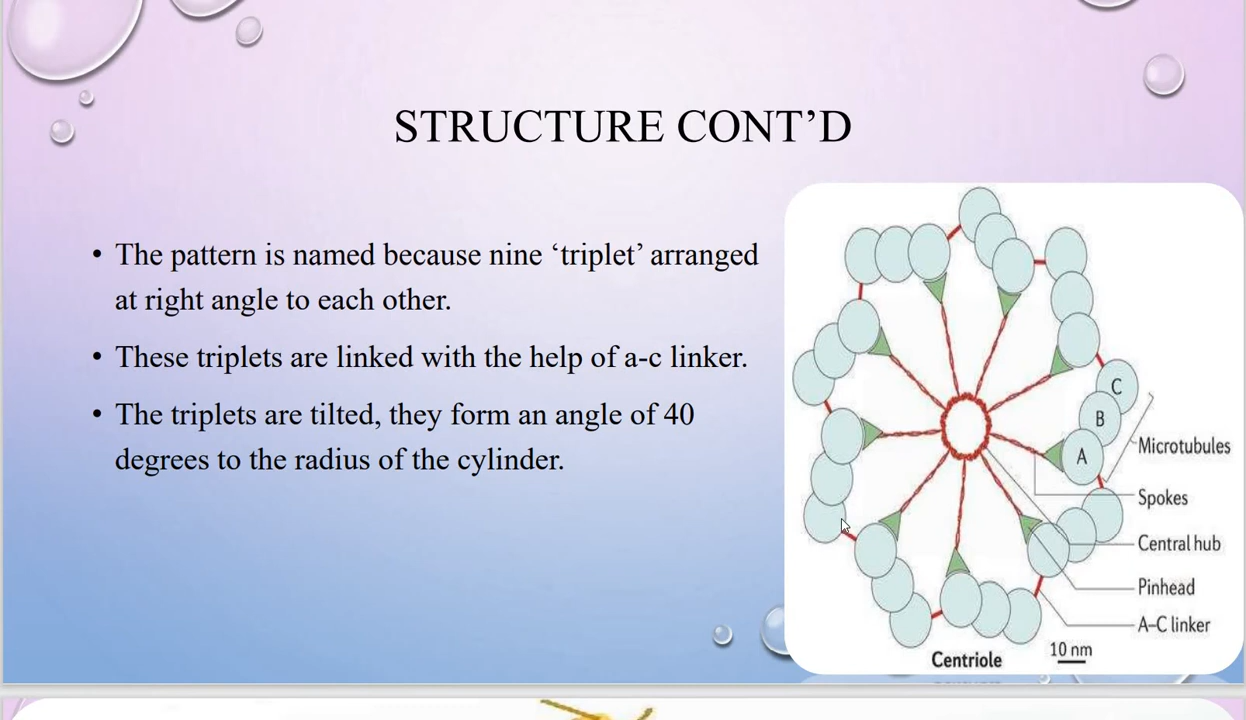 STRUCTURE CONT’D
• The pattern is named because nine ‘triplet’ arranged
at right angle to each other.
• These triplets are linked with the help of a-c linker.
• The triplets are tilted, they form an angle of 40
degrees to the radius of the cylinder.
C
B
A
Microtubules
Spokes
Central hub
Pinhead
A–C linker
10 nm
Centriole